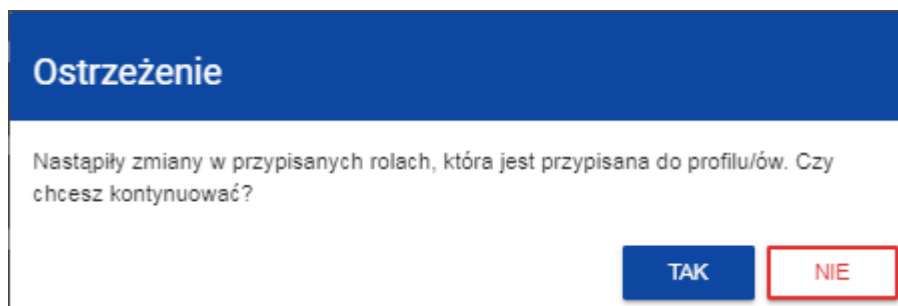 Ostrzeżenie
Nastąpiły zmiany w przypisanych rolach, która jest przypisana do profilu/ów. Czy
chcesz kontynuować?
TAK
NIE